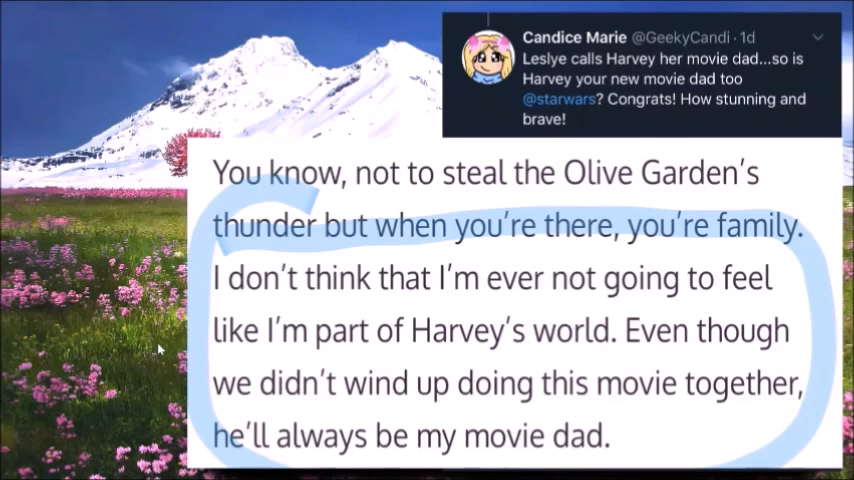 Candice Marie @GeekyCandi · 1d
Leslye calls Harvey her movie dad...so is
Harvey your new movie dad too
@starwars? Congrats! How stunning and
brave!
You know, not to steal the Olive Garden's
thunder but when you're there, you're family.
I don't think that I'm ever not going to feel
like I'm part of Harvey's world. Even though
we didn't wind up doing this movie together,
he'll always be my movie dad.